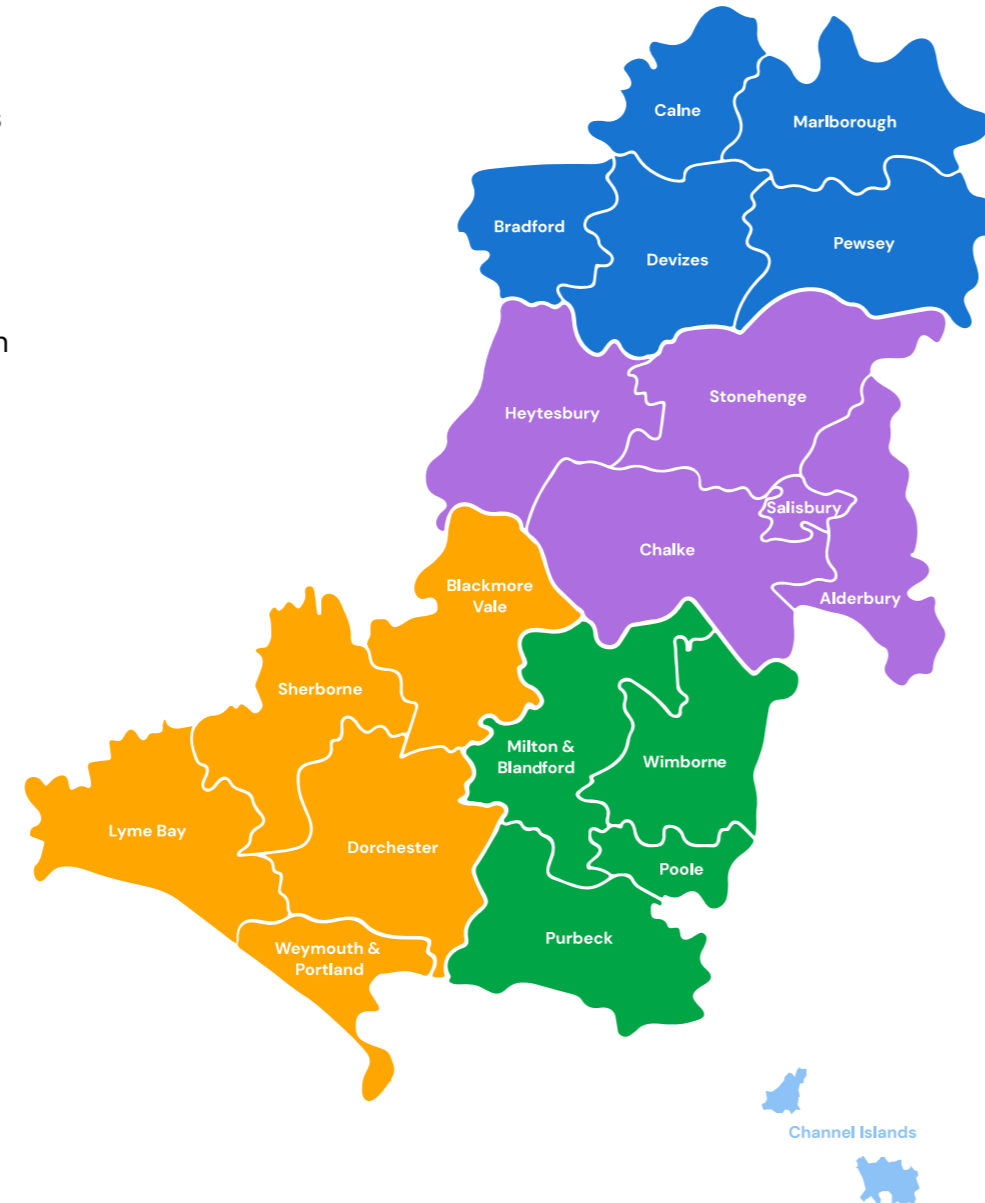 Calne
Marlborough
Bradford
Devizes
Pewsey
Heytesbury
Stonehenge
Salisbury
Chalke
Alderbury
Blackmore
Vale
Sherborne
Milton &
Blandford
Wimborne
Lyme Bay
Dorchester
Poole
Purbeck
Weymouth &
Portland
Channel Islands